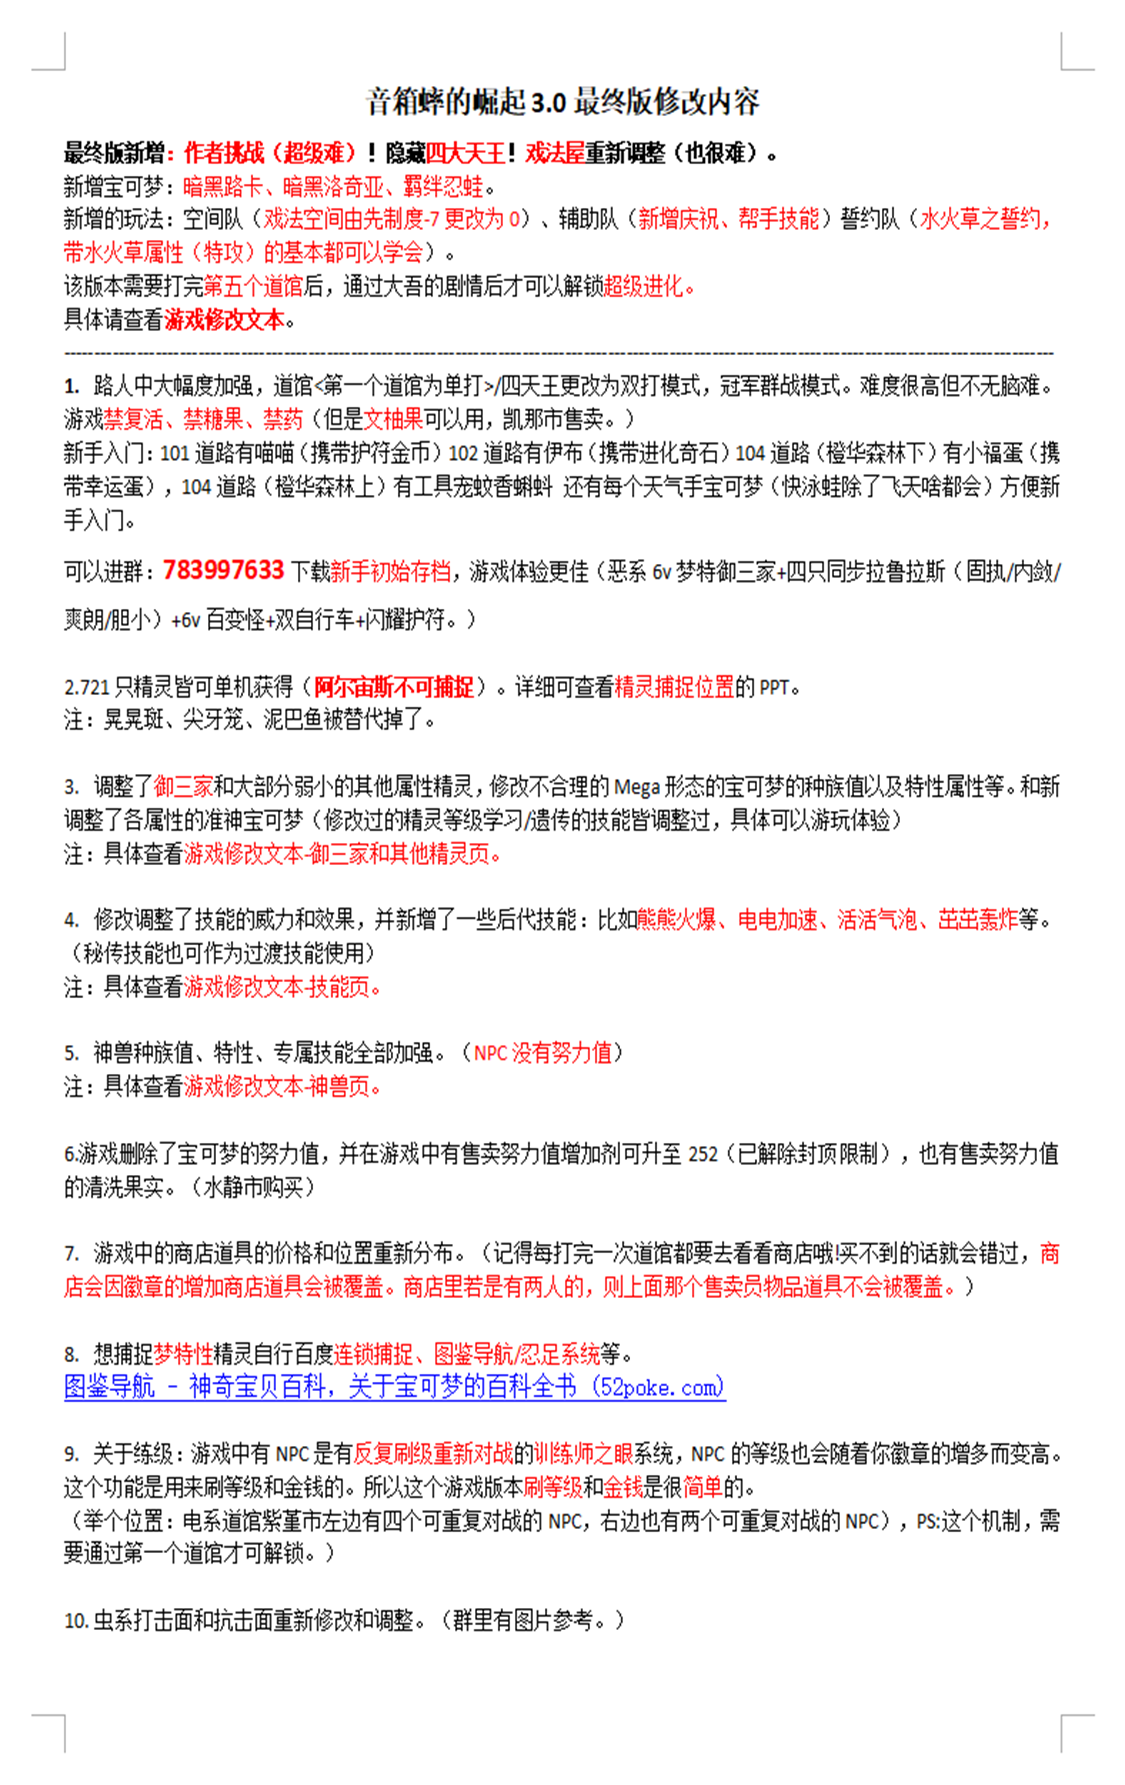 音箱蟀的崛起 3.0 最终版修改内容
最终版新增：作者挑战（超级难）！隐藏四大天王！戏法屋重新调整（也很难）。
新增宝可梦：暗黑路卡、暗黑洛奇亚、羁绊忍蛙。
新增的玩法：空间队（戏法空间由先制度-7 更改为 0）、辅助队（新增庆祝、帮手技能）誓约队（水火草之誓约，
带水火草属性（特攻）的基本都可以学会）。
该版本需要打完第五个道馆后，通过大吾的剧情后才可以解锁超级进化。
具体请查看游戏修改文本。
1. 路人中大幅度加强，道馆<第一个道馆为单打>/四天王更改为双打模式，冠军群战模式。难度很高但不无脑难。
游戏禁复活、禁糖果、禁药（但是文柚果可以用，凯那市售卖。）
新手入门：101 道路有喵喵（携带护符金币）102 道路有伊布（携带进化奇石）104 道路（橙华森林下）有小福蛋（携
带幸运蛋），104 道路（橙华森林上）有工具宠蚊香蝌蚪 还有每个天气手宝可梦（快泳蛙除了飞天啥都会）方便新
手入门。
可以进群：783997633 下载新手初始存档，游戏体验更佳（恶系 6v 梦特御三家+四只同步拉鲁拉斯（固执/内敛/
爽朗/胆小）+6v 百变怪+双自行车+闪耀护符。）
2.721 只精灵皆可单机获得（阿尔宙斯不可捕捉）。详细可查看精灵捕捉位置的 PPT。
注：晃晃斑、尖牙笼、泥巴鱼被替代掉了。
3. 调整了御三家和大部分弱小的其他属性精灵，修改不合理的 Mega 形态的宝可梦的种族值以及特性属性等。和新
调整了各属性的准神宝可梦（修改过的精灵等级学习/遗传的技能皆调整过，具体可以游玩体验）
注：具体查看游戏修改文本-御三家和其他精灵页。
4. 修改调整了技能的威力和效果，并新增了一些后代技能：比如熊熊火爆、电电加速、活活气泡、茁茁轰炸等。
（秘传技能也可作为过渡技能使用）
注：具体查看游戏修改文本-技能页。
5. 神兽种族值、特性、专属技能全部加强。（NPC 没有努力值）
注：具体查看游戏修改文本-神兽页。
6.游戏删除了宝可梦的努力值，并在游戏中有售卖努力值增加剂可升至 252（已解除封顶限制），也有售卖努力值
的清洗果实。（水静市购买）
7. 游戏中的商店道具的价格和位置重新分布。（记得每打完一次道馆都要去看看商店哦!买不到的话就会错过，商
店会因徽章的增加商店道具会被覆盖。商店里若是有两人的，则上面那个售卖员物品道具不会被覆盖。）
8. 想捕捉梦特性精灵自行百度连锁捕捉、图鉴导航/忍足系统等。
图鉴导航 - 神奇宝贝百科，关于宝可梦的百科全书 (52poke.com)
9. 关于练级：游戏中有 NPC 是有反复刷级重新对战的训练师之眼系统，NPC 的等级也会随着你徽章的增多而变高。
这个功能是用来刷等级和金钱的。所以这个游戏版本刷等级和金钱是很简单的。
（举个位置：电系道馆紫堇市左边有四个可重复对战的 NPC，右边也有两个可重复对战的 NPC），PS:这个机制，需
要通过第一个道馆才可解锁。）
10. 虫系打击面和抗击面重新修改和调整。（群里有图片参考。）